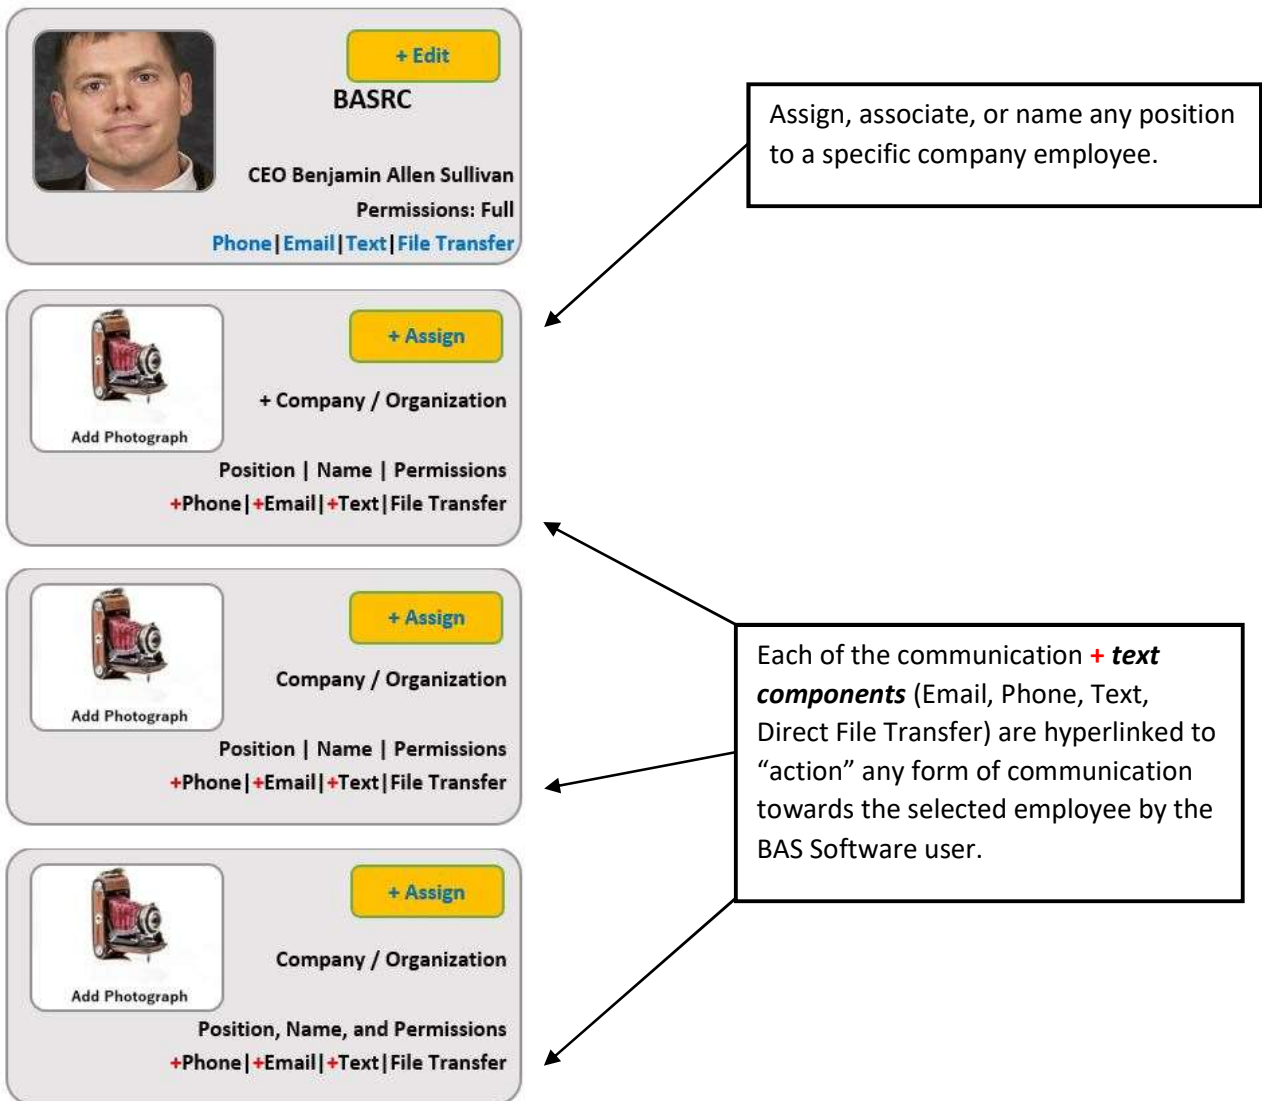 + Edit
BASRC
CEO Benjamin Allen Sullivan
Permissions: Full
Phone|Email|Text|File Transfer
Assign, associate, or name any position
to a specific company employee.
+ Assign
+ Company / Organization
Add Photograph
Position | Name | Permissions
+Phone|+Email|+Text|File Transfer
+ Assign
Company / Organization
Add Photograph
Position | Name | Permissions
+Phone|+Email|+Text|File Transfer
Each of the communication + text
components (Email, Phone, Text,
Direct File Transfer) are hyperlinked to
“action” any form of communication
towards the selected employee by the
BAS Software user.
+ Assign
Company / Organization
Add Photograph
Position, Name, and Permissions
+Phone|+Email|+Text|File Transfer